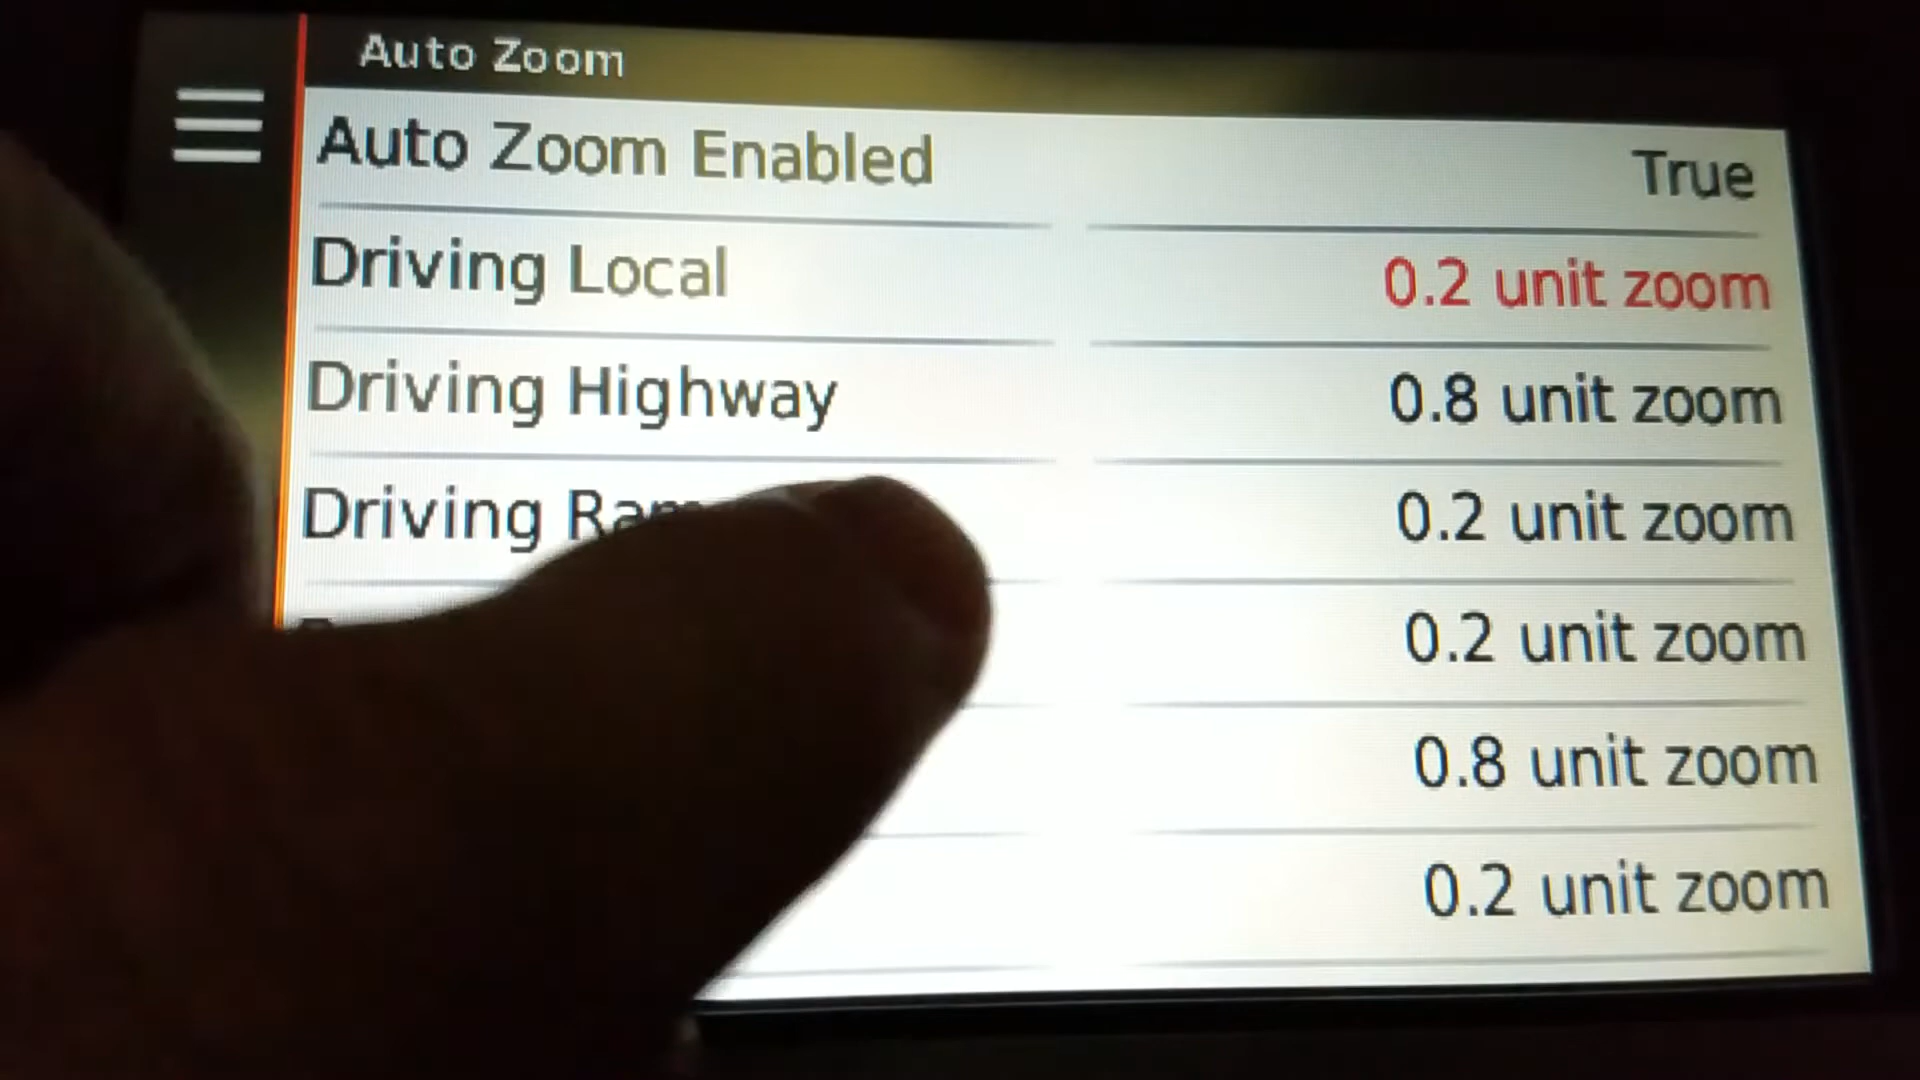 Auto Zoom
Auto Zoom Enabled True
Driving Local 0.2 unit zoom
Driving Highway 0.8 unit zoom
Driving 0.2 unit zoom
0.2 unit zoom
0.8 unit zoom
0.2 unit zoom